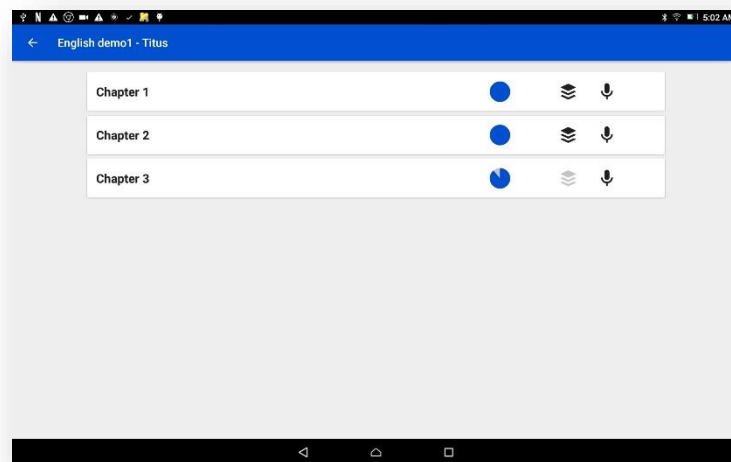 5:02 AM
English demo1 - Titus
Chapter 1
Chapter 2
Chapter 3